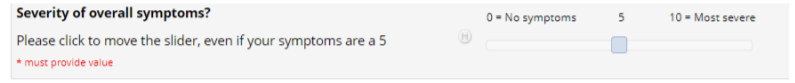 Severity of overall symptoms?
0 = No symptoms 5 10 = Most severe
Please click to move the slider, even if your symptoms are a 5
H
* must provide value